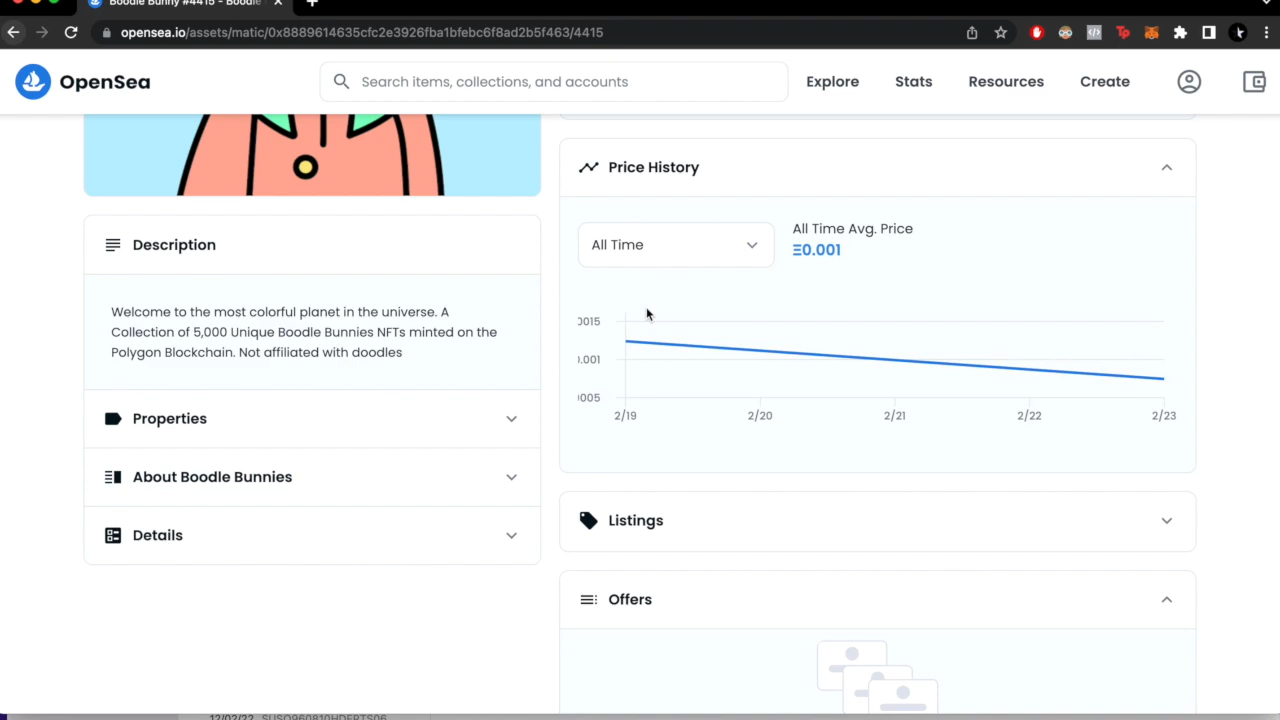 Boodle Bunny #4415 - Boodle
opensea.io/assets/matic/0x8889614635cfc2e3926fba1bfebc6f8ad2b5f463/4415
OpenSea
Search items, collections, and accounts
Explore
Stats
Resources
Create
Price History
All Time
All Time Avg. Price
Ξ0.001
Description
Welcome to the most colorful planet in the universe. A
Collection of 5,000 Unique Boodle Bunnies NFTs minted on the
Polygon Blockchain. Not affiliated with doodles
0015
0.001
0005
2/19
2/20
2/21
2/22
2/23
Properties
About Boodle Bunnies
Details
Listings
Offers
12/02/22